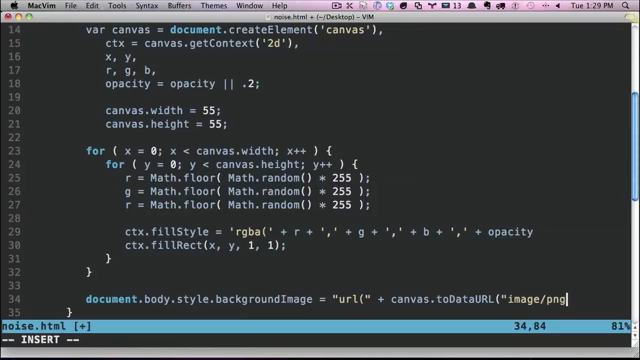 MacVim File Edit Tools Syntax Buffers Window Help Tue 1:29 PM
noise.html + (~/Desktop) - VIM
14 var canvas = document.createElement('canvas'),
15 ctx = canvas.getContext('2d'),
16 x, y,
17 r, g, b,
18 opacity = opacity || .2;
19
20 canvas.width = 55;
21 canvas.height = 55;
22
23 for ( x = 0; x < canvas.width; x++ ) {
24 for ( y = 0; y < canvas.height; y++ ) {
25 r = Math.floor( Math.random() * 255 );
26 g = Math.floor( Math.random() * 255 );
27 r = Math.floor( Math.random() * 255 );
28
29 ctx.fillStyle = 'rgba(' + r + ',' + g + ',' + b + ',' + opacity
30 ctx.fillRect(x, y, 1, 1);
31 }
32 }
33
34 document.body.style.backgroundImage = "url(" + canvas.toDataURL("image/png
35 }
noise.html [+] 34,84 81%
-- INSERT --